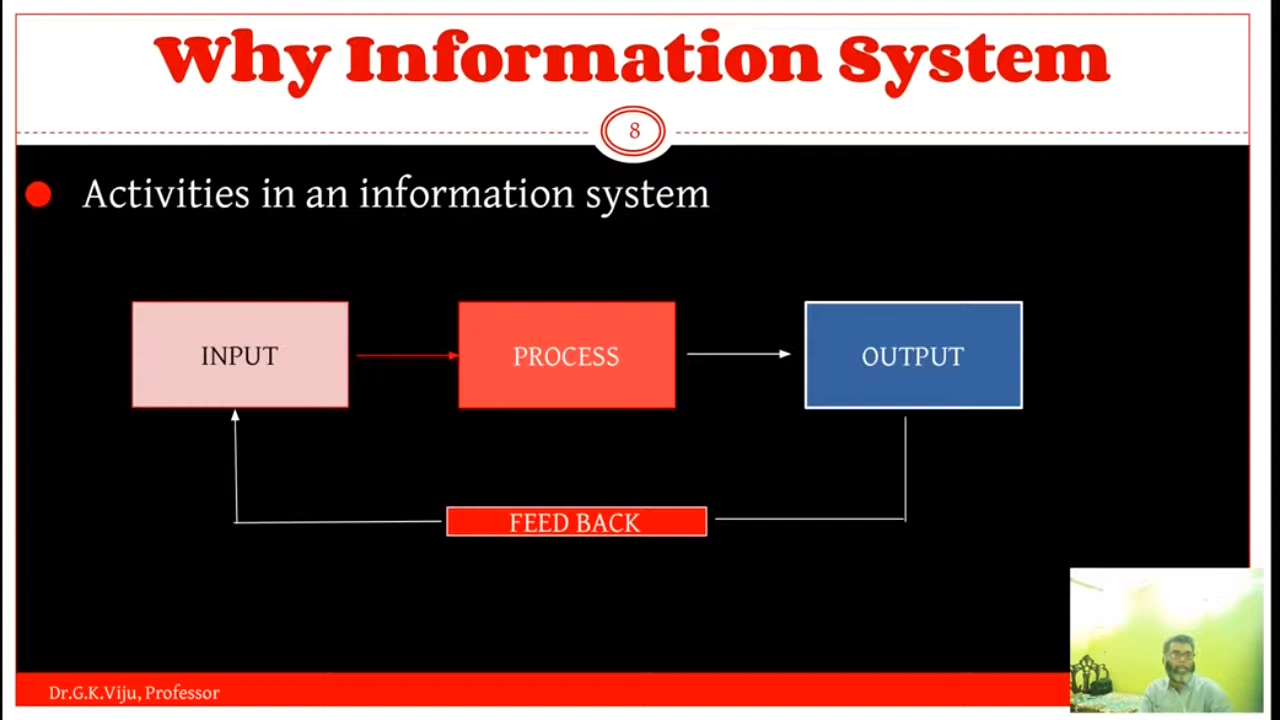 Why Information System
8
Activities in an information system
INPUT
PROCESS
OUTPUT
FEED BACK
Dr.G.K.Viju, Professor